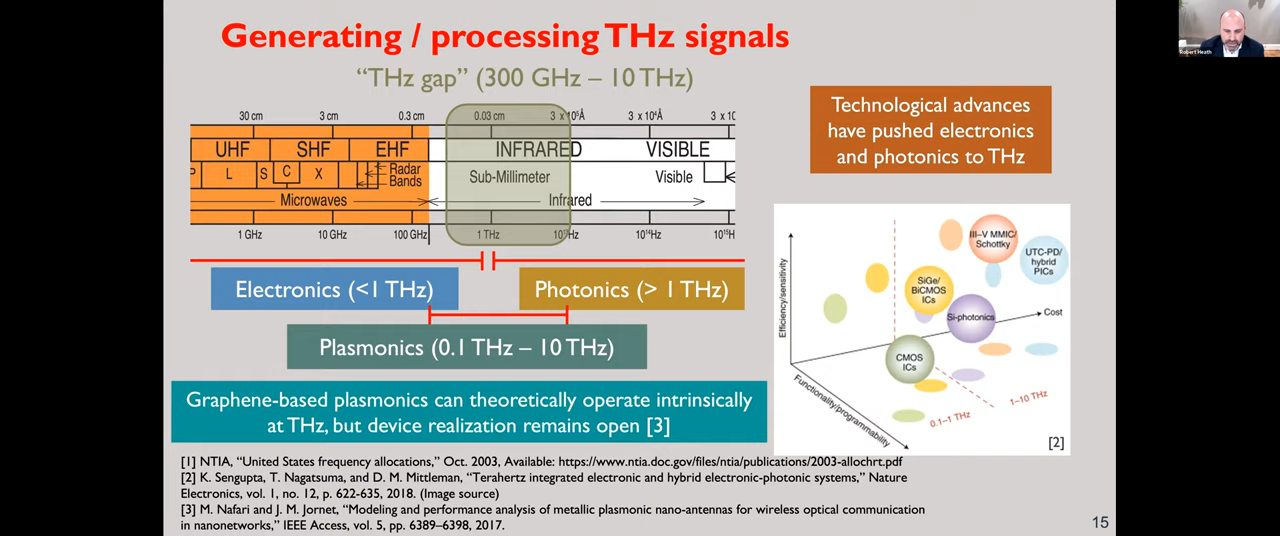 Generating / processing THz signals
Robert Heath
“THz gap” (300 GHz – 10 THz)
Technological advances
have pushed electronics
and photonics to THz
30 cm 3 cm 0.3 cm 0.03 cm 3 x 10⁵Å 3 x 10⁴Å 3 x 10
UHF SHF EHF INFRARED VISIBLE
P L S C X Radar Bands Sub-Millimeter Visible
Microwaves Infrared
1 GHz 10 GHz 100 GHz 1 THz 10¹³Hz 10¹⁴Hz 10¹⁵H
Electronics (<1 THz) Photonics (> 1 THz)
Plasmonics (0.1 THz – 10 THz)
Graphene-based plasmonics can theoretically operate intrinsically
at THz, but device realization remains open [3]
Efficiency/sensitivity
III–V MMIC/
Schottky
UTC-PD/
hybrid
PICs
SiGe/
BiCMOS
ICs
Si-photonics
Cost
CMOS
ICs
Functionality/programmability
0.1–1 THz
1–10 THz
[2]
[1] NTIA, “United States frequency allocations,” Oct. 2003, Available: https://www.ntia.doc.gov/files/ntia/publications/2003-allochrt.pdf
[2] K. Sengupta, T. Nagatsuma, and D. M. Mittleman, “Terahertz integrated electronic and hybrid electronic-photonic systems,” Nature
Electronics, vol. 1, no. 12, p. 622-635, 2018. (Image source)
[3] M. Nafari and J. M. Jornet, “Modeling and performance analysis of metallic plasmonic nano-antennas for wireless optical communication
in nanonetworks,” IEEE Access, vol. 5, pp. 6389–6398, 2017.
15